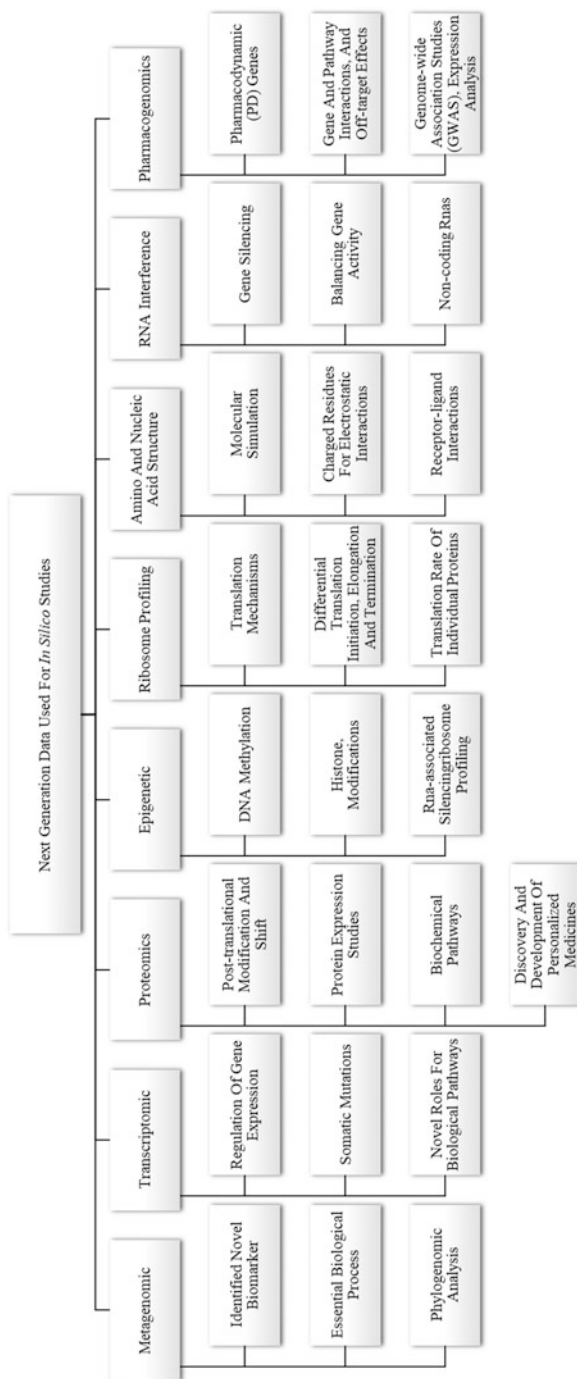 Next Generation Data Used For In Silico Studies
Metagenomic
Identified Novel
Biomarker
Essential Biological
Process
Phylogenomic
Analysis
Transcriptomic
Regulation Of Gene
Expression
Somatic Mutations
Novel Roles For
Biological Pathways
Proteomics
Post-translational
Modification And
Shift
Protein Expression
Studies
Biochemical
Pathways
Discovery And
Development Of
Personalized
Medicines
Epigenetic
DNA Methylation
Histone,
Modifications
Rna-associated
Silencingribosome
Profiling
Ribosome Profiling
Translation
Mechanisms
Differential
Translation
Initiation, Elongation
And Termination
Translation Rate Of
Individual Proteins
Amino And Nucleic
Acid Structure
Molecular
Simulation
Charged Residues
For Electrostatic
Interactions
Receptor-ligand
Interactions
RNA Interference
Gene Silencing
Balancing Gene
Activity
Non-coding Rnas
Pharmacogenomics
Pharmacodynamic
(PD) Genes
Gene And Pathway
Interactions, And
Off-target Effects
Genome-wide
Association Studies
(GWAS), Expression
Analysis